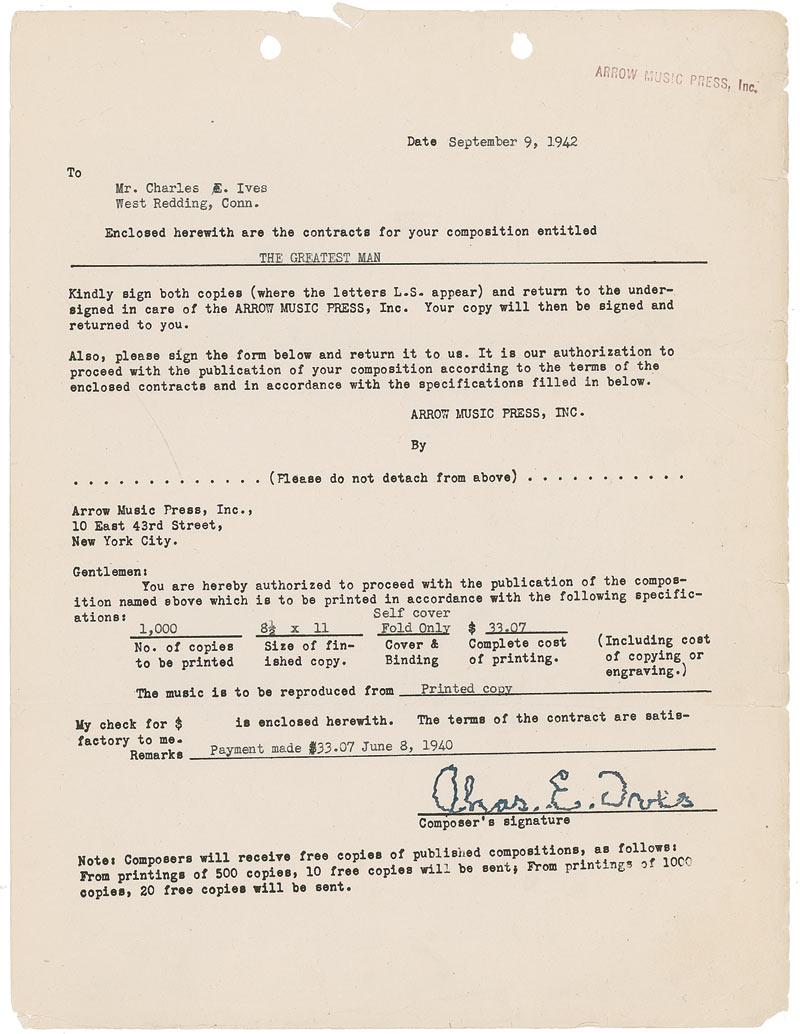 ARROW MUSIC PRESS, Inc.
Date September 9, 1942
To
Mr. Charles E. Ives
West Redding, Conn.
Enclosed herewith are the contracts for your composition entitled
THE GREATEST MAN
Kindly sign both copies (where the letters L.S. appear) and return to the under-
signed in care of the ARROW MUSIC PRESS, Inc. Your copy will then be signed and
returned to you.
Also, please sign the form below and return it to us. It is our authorization to
proceed with the publication of your composition according to the terms of the
enclosed contracts and in accordance with the specifications filled in below.
ARROW MUSIC PRESS, INC.
By
. . . . . . . . . . . . . (Please do not detach from above) . . . . . . . . . . .
Arrow Music Press, Inc.,
10 East 43rd Street,
New York City.
Gentlemen:
You are hereby authorized to proceed with the publication of the compos-
ition named above which is to be printed in accordance with the following specific-
ations:
Self cover
1,000 8½ x 11 Fold Only $ 33.07
No. of copies Size of fin- Cover & Complete cost (Including cost
to be printed ished copy. Binding of printing. of copying or
engraving.)
The music is to be reproduced from Printed copy
My check for $ is enclosed herewith. The terms of the contract are satis-
factory to me.
Remarks Payment made $33.07 June 8, 1940
Chas. E. Ives
Composer's signature
Note: Composers will receive free copies of published compositions, as follows:
From printings of 500 copies, 10 free copies will be sent; From printings of 1000
copies, 20 free copies will be sent.